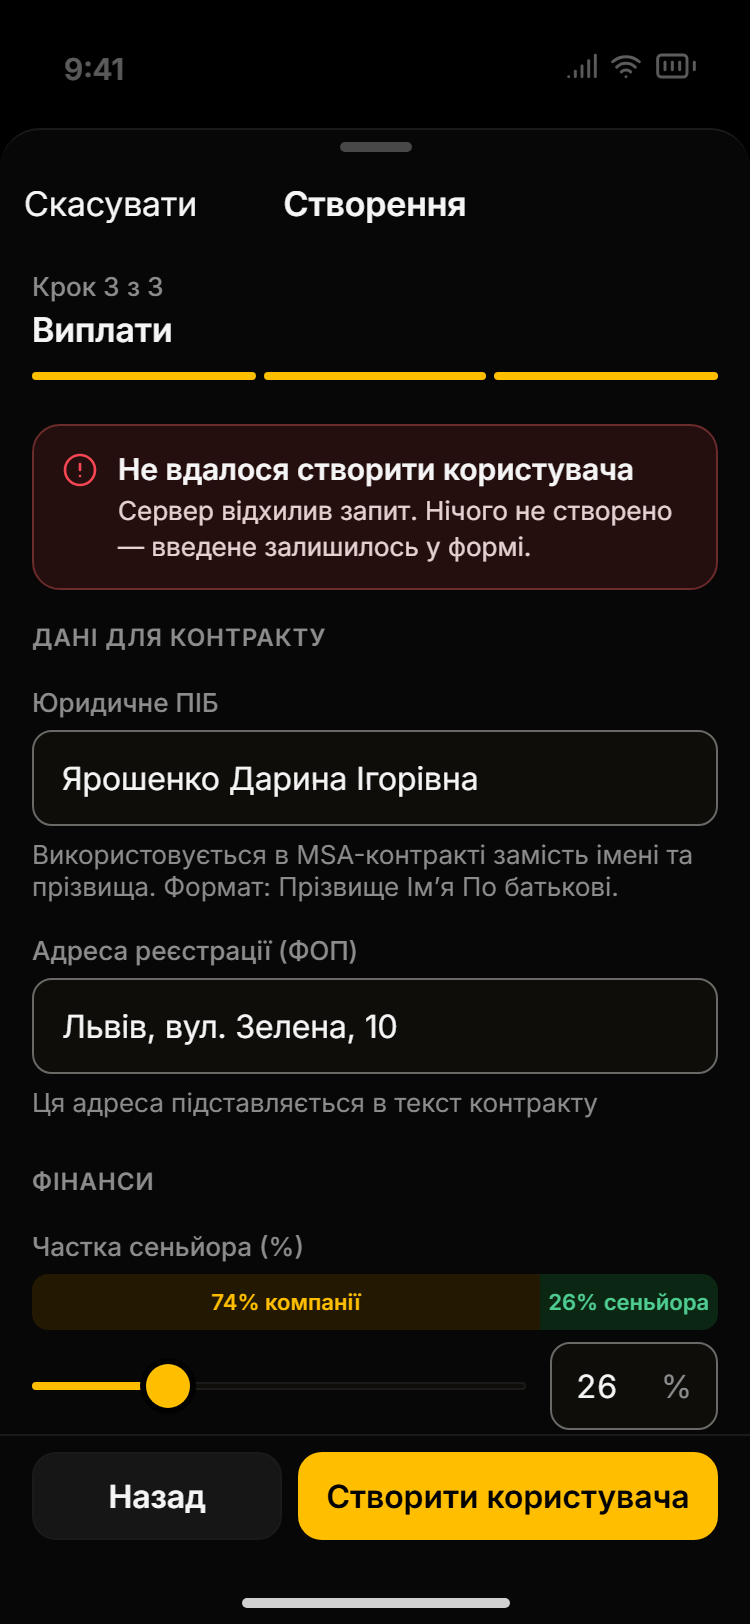 9:41
Скасувати
Створення
Крок 3 з 3
Виплати
Не вдалося створити користувача
Сервер відхилив запит. Нічого не створено
— введене залишилось у формі.
ДАНІ ДЛЯ КОНТРАКТУ
Юридичне ПІБ
Ярошенко Дарина Ігорівна
Використовується в MSA-контракті замість імені та
прізвища. Формат: Прізвище Ім’я По батькові.
Адреса реєстрації (ФОП)
Львів, вул. Зелена, 10
Ця адреса підставляється в текст контракту
ФІНАНСИ
Частка сеньйора (%)
74% компанії
26% сеньйора
26 %
Назад
Створити користувача